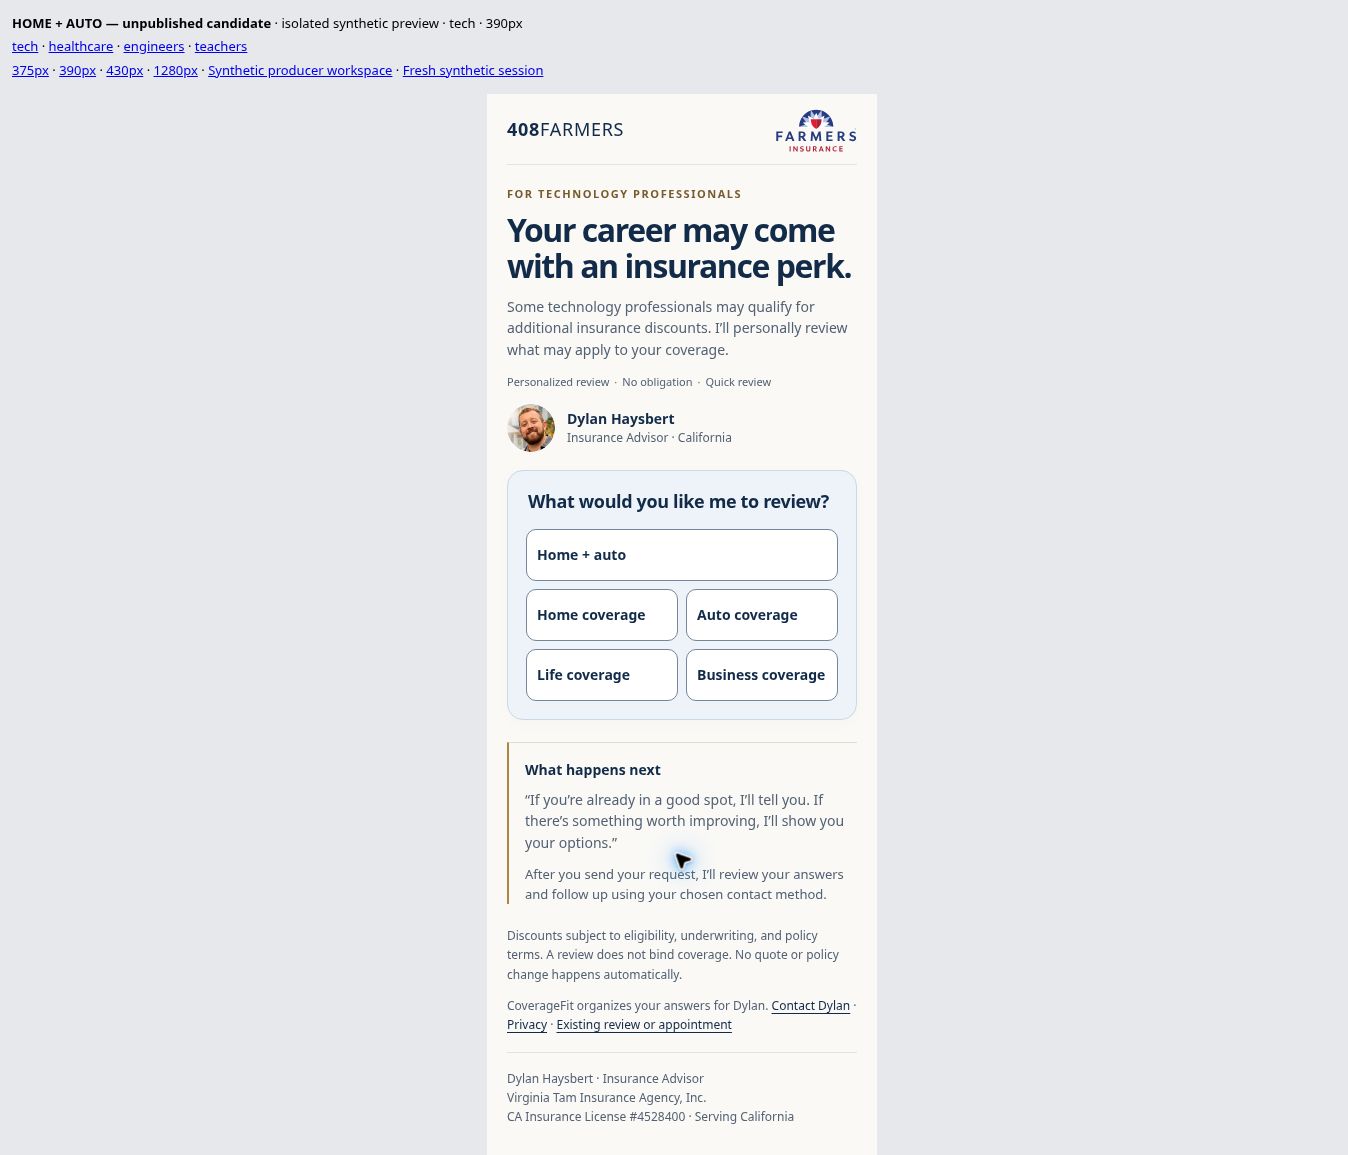 HOME + AUTO — unpublished candidate · isolated synthetic preview · tech · 390px
tech · healthcare · engineers · teachers
375px · 390px · 430px · 1280px · Synthetic producer workspace · Fresh synthetic session
408FARMERS
FARMERS
INSURANCE
FOR TECHNOLOGY PROFESSIONALS
Your career may come
with an insurance perk.
Some technology professionals may qualify for
additional insurance discounts. I’ll personally review
what may apply to your coverage.
Personalized review · No obligation · Quick review
Dylan Haysbert
Insurance Advisor · California
What would you like me to review?
Home + auto
Home coverage
Auto coverage
Life coverage
Business coverage
What happens next
“If you’re already in a good spot, I’ll tell you. If
there’s something worth improving, I’ll show you
your options.”
After you send your request, I’ll review your answers
and follow up using your chosen contact method.
Discounts subject to eligibility, underwriting, and policy
terms. A review does not bind coverage. No quote or policy
change happens automatically.
CoverageFit organizes your answers for Dylan. Contact Dylan ·
Privacy · Existing review or appointment
Dylan Haysbert · Insurance Advisor
Virginia Tam Insurance Agency, Inc.
CA Insurance License #4528400 · Serving California